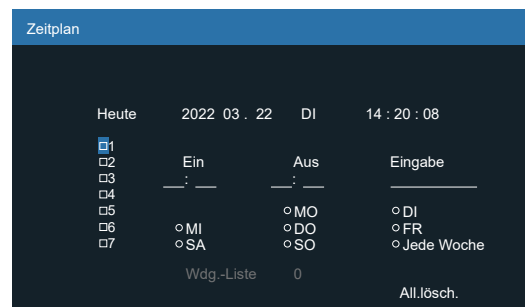 Zeitplan
Heute 2022 03 . 22 DI 14 : 20 : 08
1
2 Ein Aus Eingabe
3 __: __ __: __ ________
4
5 MO DI
6 MI DO FR
7 SA SO Jede Woche
Wdg.-Liste 0
All.lösch.